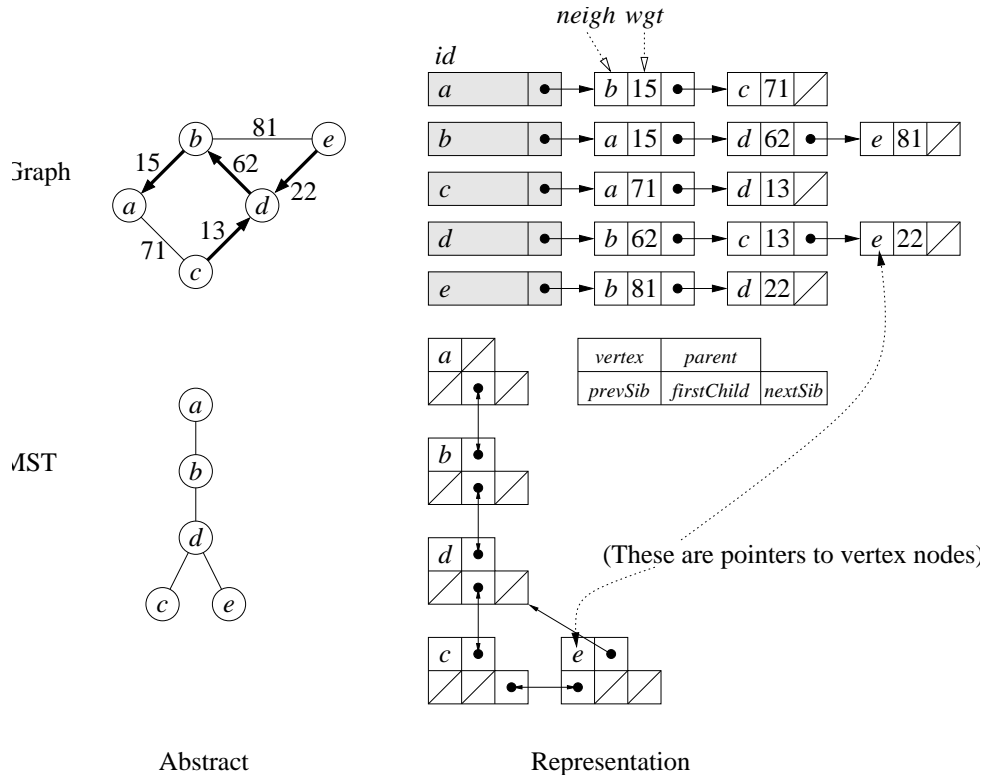 neigh wgt
id
a b 15 c 71
b a 15 d 62 e 81
c a 71 d 13
d b 62 c 13 e 22
e b 81 d 22
Graph
b 81 e
15 62 22
a d
71 13
c
a
vertex parent
prevSib firstChild nextSib
b
d
(These are pointers to vertex nodes)
c e
MST
a
b
d
c e
Abstract Representation